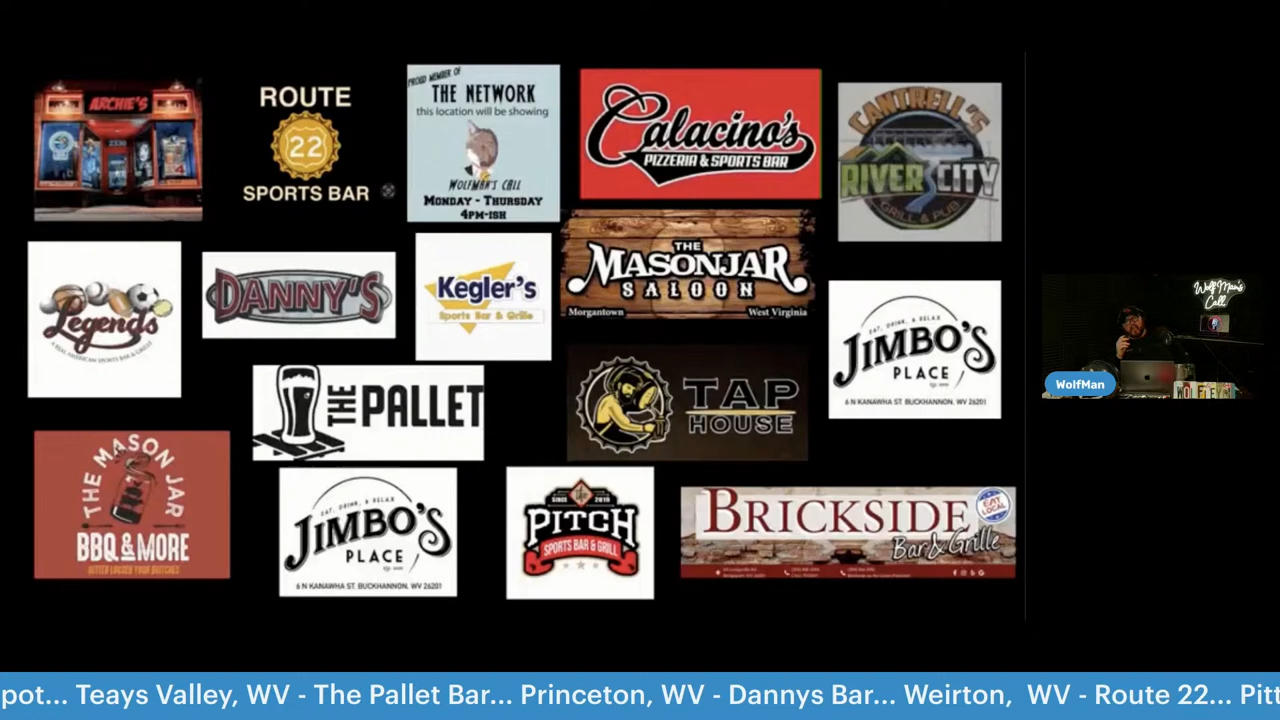 ARCHIE'S
2330
ROUTE
22
SPORTS BAR
PROUD MEMBER OF
THE NETWORK
this location will be showing
WOLFMAN'S CALL
MONDAY - THURSDAY
4PM-ISH
Calacino's
PIZZERIA & SPORTS BAR
CANTRELL'S
RIVER CITY
GRILL & PUB
Legends
A REAL AMERICAN SPORTS BAR & GRILLE
DANNY'S
Kegler's
Sports Bar & Grille
THE
MASONJAR
SALOON
Morgantown
West Virginia
EAT, DRINK, & RELAX
JIMBO'S
PLACE
6 N KANAWHA ST. BUCKHANNON, WV 26201
Wolf Man's
Call
WolfMan
THE PALLET
TAP
HOUSE
THE MASON JAR
BBQ & MORE
EAT, DRINK, & RELAX
JIMBO'S
PLACE
6 N KANAWHA ST. BUCKHANNON, WV 26201
the
SINCE 2016
PITCH
SPORTS BAR & GRILL
BRICKSIDE
Bar & Grille
EAT
LOCAL
pot... Teays Valley, WV - The Pallet Bar... Princeton, WV - Dannys Bar... Weirton, WV - Route 22... Pitt